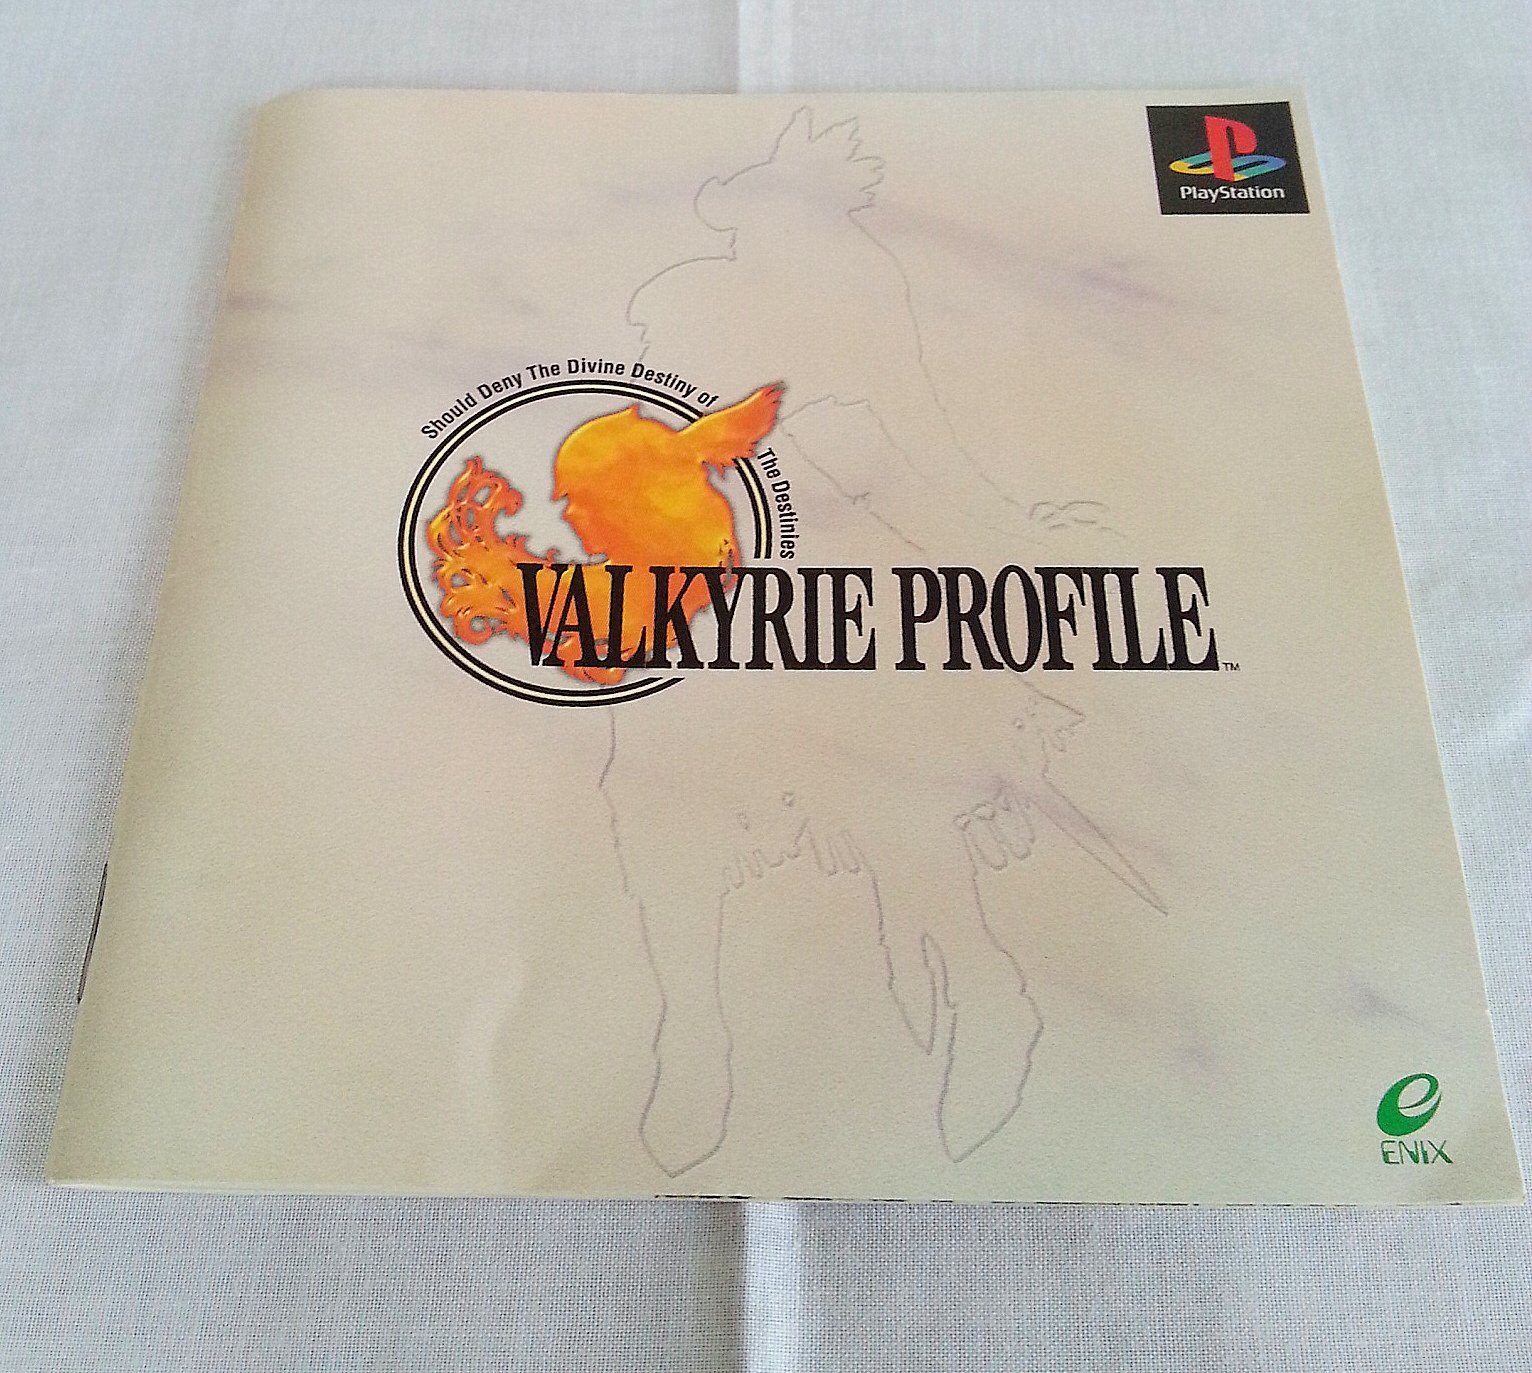 PlayStation
Should Deny The Divine Destiny of
The Destinies
VALKYRIE PROFILE™
ENIX